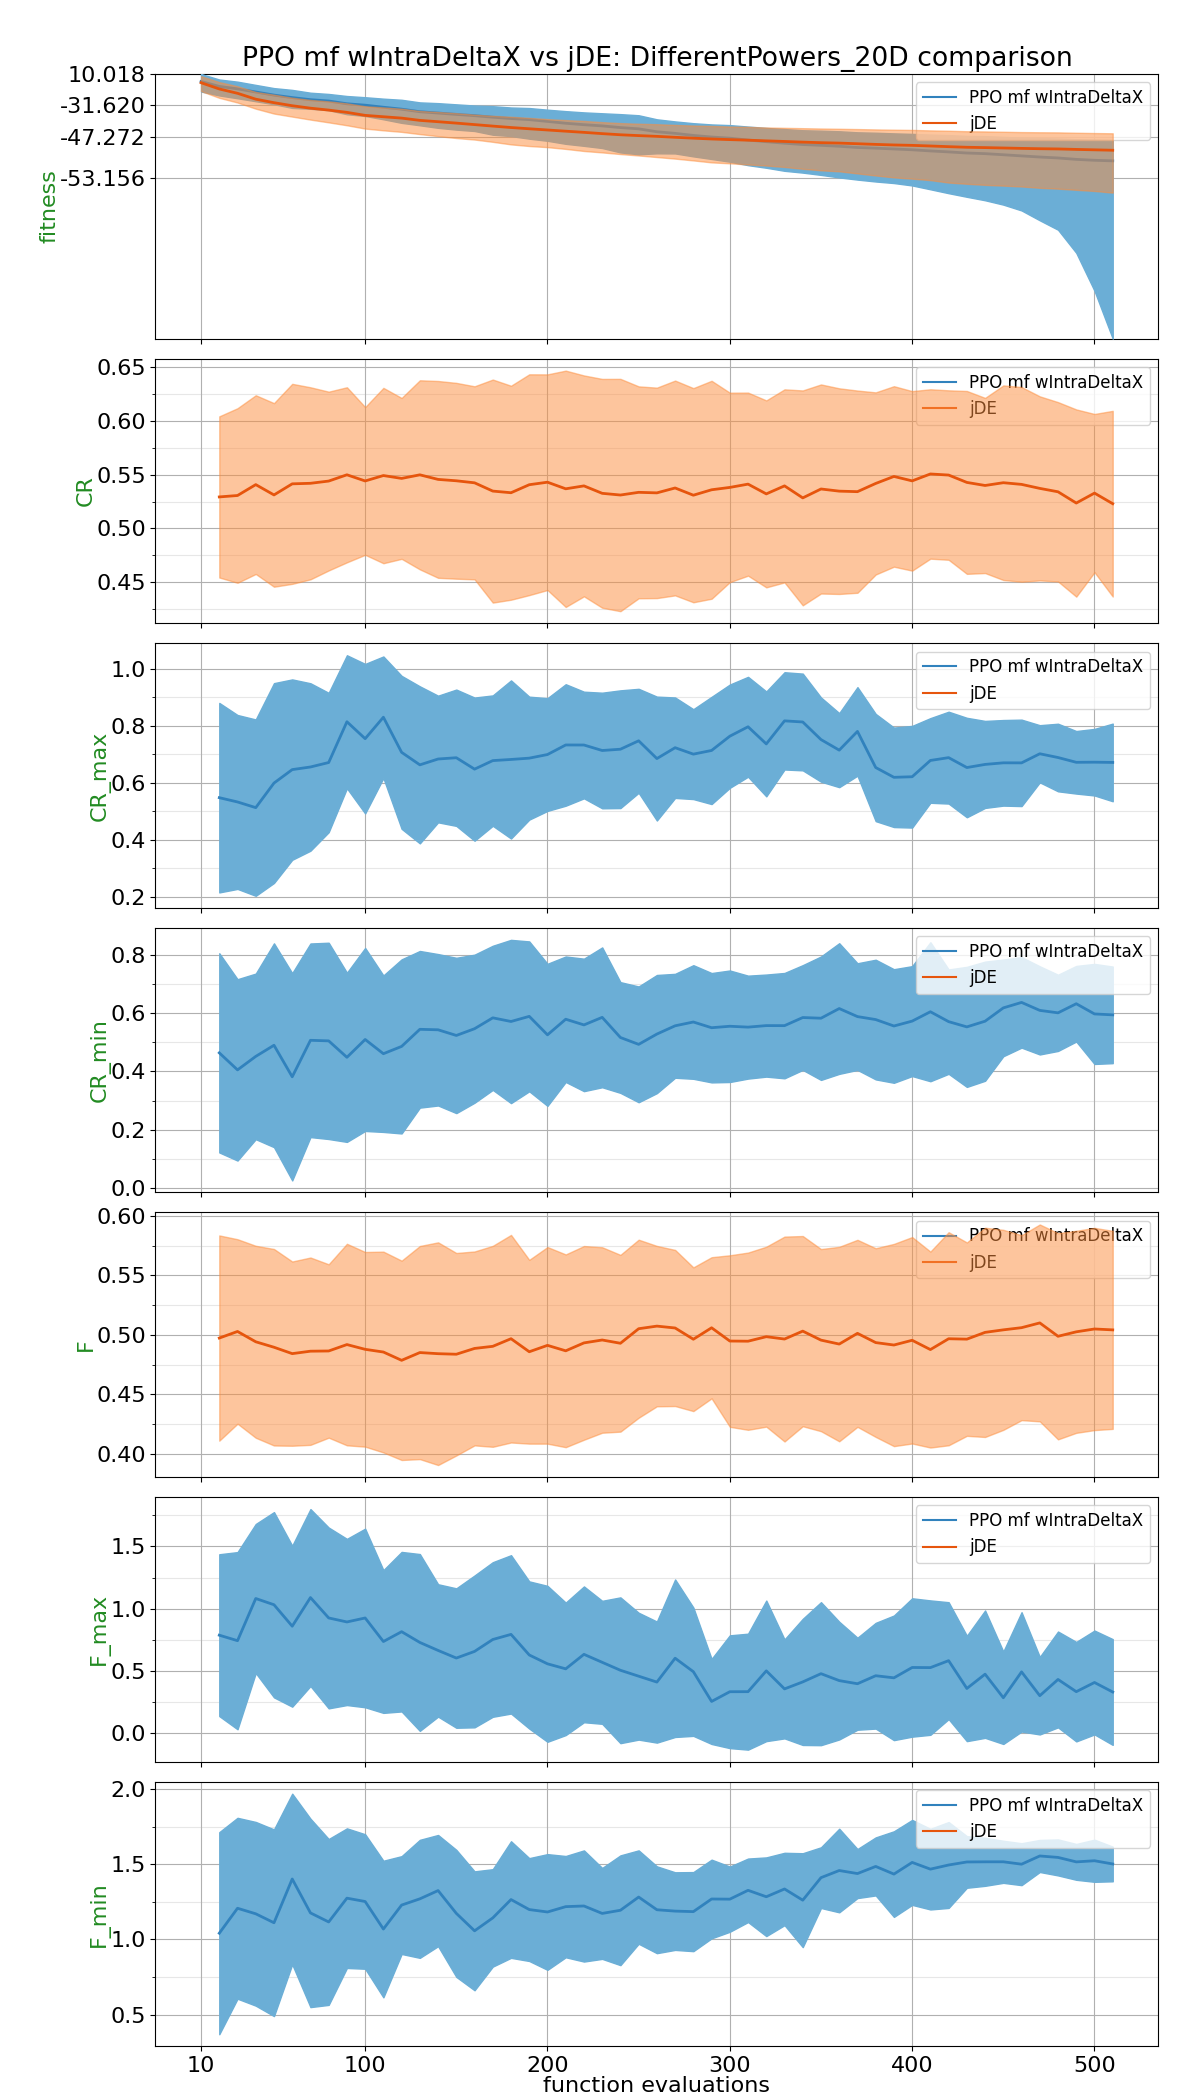 PPO mf wIntraDeltaX vs jDE: DifferentPowers_20D comparison
10.018
-31.620
-47.272
-53.156
fitness
PPO mf wIntraDeltaX
jDE
0.65
0.60
0.55
0.50
0.45
CR
PPO mf wIntraDeltaX
jDE
1.0
0.8
0.6
0.4
0.2
CR_max
PPO mf wIntraDeltaX
jDE
0.8
0.6
0.4
0.2
0.0
CR_min
PPO mf wIntraDeltaX
jDE
0.60
0.55
0.50
0.45
0.40
F
PPO mf wIntraDeltaX
jDE
1.5
1.0
0.5
0.0
F_max
PPO mf wIntraDeltaX
jDE
2.0
1.5
1.0
0.5
F_min
PPO mf wIntraDeltaX
jDE
10 100 200 300 400 500
function evaluations